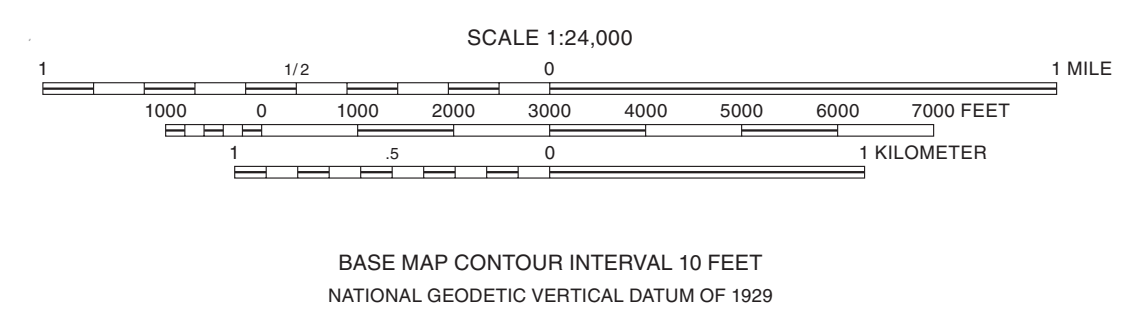 SCALE 1:24,000
1 1/2 0 1 MILE
1000 0 1000 2000 3000 4000 5000 6000 7000 FEET
1 .5 0 1 KILOMETER
BASE MAP CONTOUR INTERVAL 10 FEET
NATIONAL GEODETIC VERTICAL DATUM OF 1929